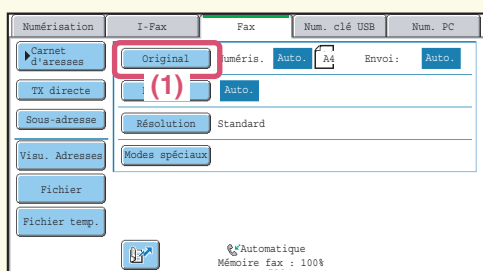 Numérisation I-Fax Fax Num. clé USB Num. PC
Carnet d'aresses
Original Numéris. Auto. A4 Envoi: Auto.
TX directe
(1) Auto.
Sous-adresse
Résolution Standard
Visu. Adresses
Modes spéciaux
Fichier
Fichier temp.
Automatique
Mémoire fax : 100%